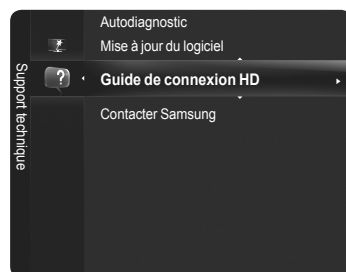 Support technique
Autodiagnostic
Mise à jour du logiciel
Guide de connexion HD
Contacter Samsung